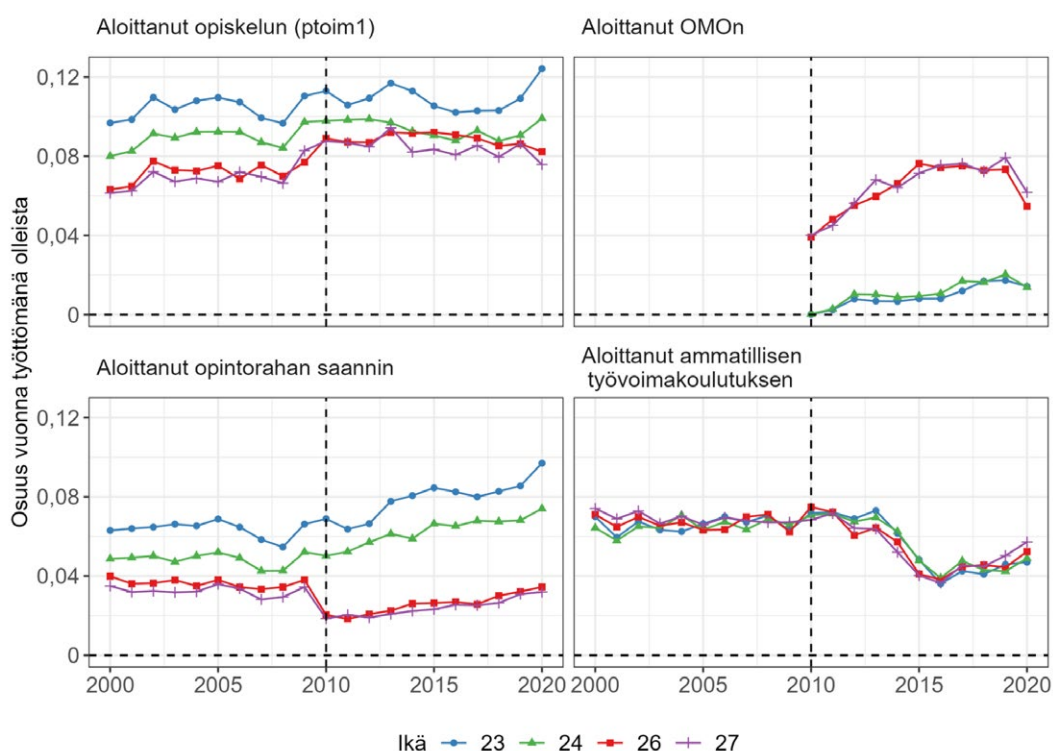 Aloittanut opiskelun (ptoim1)
Aloittanut OMOn
0,12
0,08
0,04
0
Osuus vuonna työttömänä olleista
Aloittanut opintorahan saannin
Aloittanut ammatillisen
työvoimakoulutuksen
0,12
0,08
0,04
0
2000 2005 2010 2015 2020
2000 2005 2010 2015 2020
Ikä 23 24 26 27